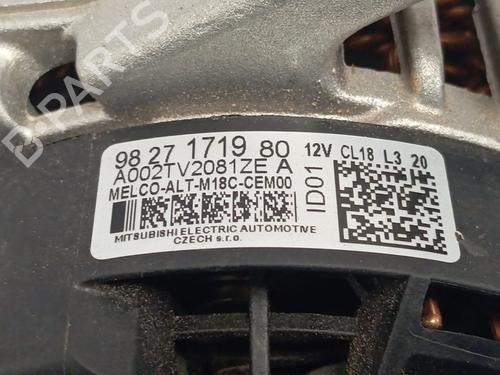 B-PARTS
98 27 1719 80 12V CL18 L3 20
A002TV2081ZE A
MELCO-ALT-M18C-CEM00
ID01
MITSUBISHI ELECTRIC AUTOMOTIVE
CZECH s.r.o.